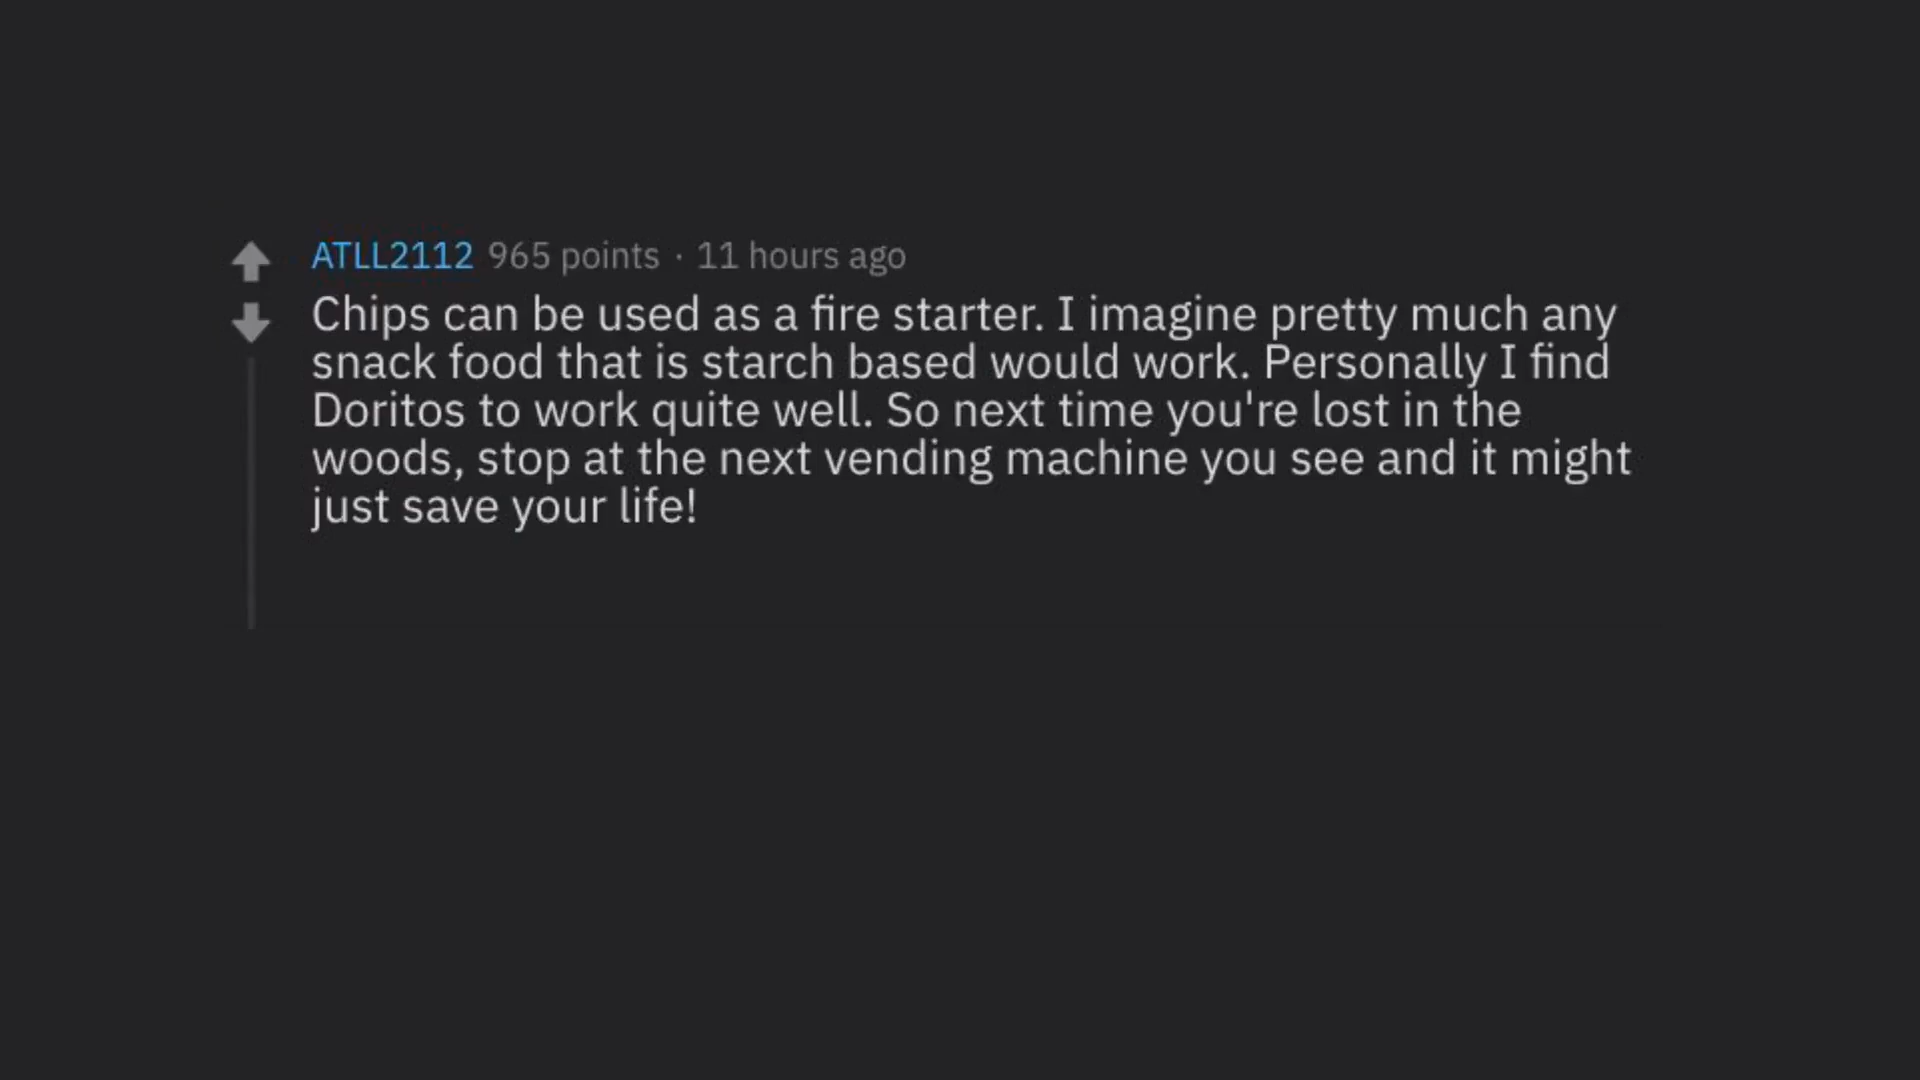 ATLL2112 965 points · 11 hours ago
Chips can be used as a fire starter. I imagine pretty much any
snack food that is starch based would work. Personally I find
Doritos to work quite well. So next time you're lost in the
woods, stop at the next vending machine you see and it might
just save your life!